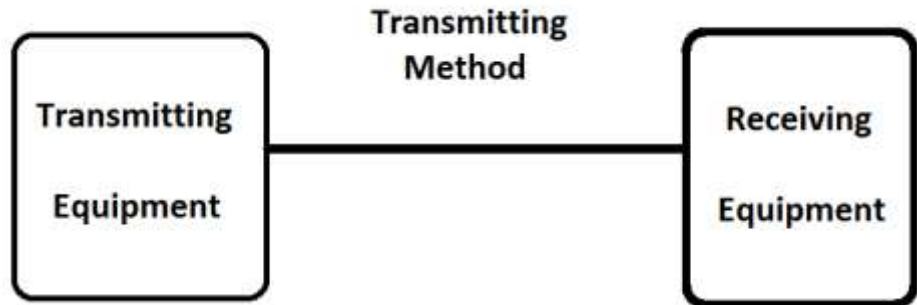 Transmitting
Equipment
Transmitting
Method
Receiving
Equipment